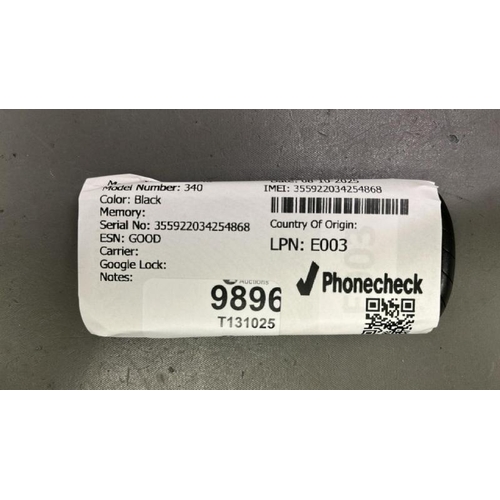 Model Number: 340
Color: Black
Memory:
Serial No: 355922034254868
ESN: GOOD
Carrier:
Google Lock:
Notes:
IMEI: 355922034254868
Country Of Origin:
LPN: E003
Phonecheck
9896
T131025